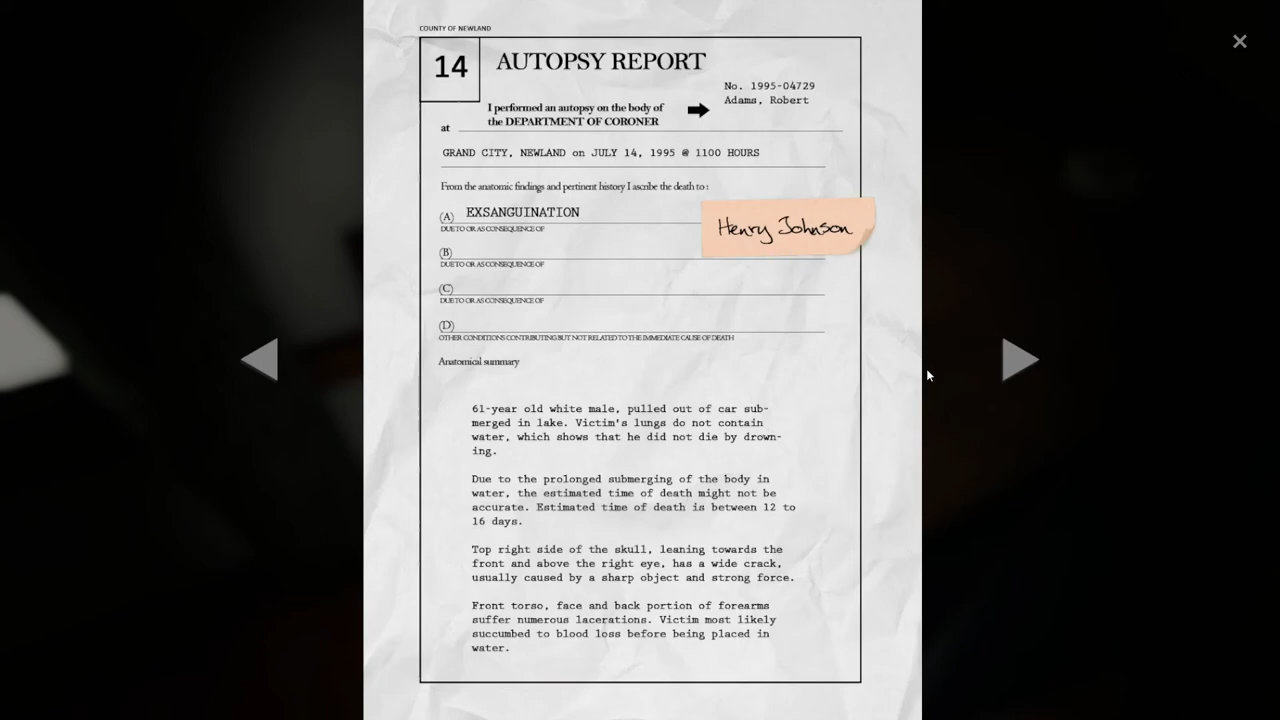 COUNTY OF NEWLAND
14
AUTOPSY REPORT
No. 1995-04729
Adams, Robert
I performed an autopsy on the body of
the DEPARTMENT OF CORONER
at
GRAND CITY, NEWLAND on JULY 14, 1995 @ 1100 HOURS
From the anatomic findings and pertinent history I ascribe the death to :
(A) EXSANGUINATION
DUE TO OR AS CONSEQUENCE OF
Henry Johnson
(B)
DUE TO OR AS CONSEQUENCE OF
(C)
DUE TO OR AS CONSEQUENCE OF
(D)
OTHER CONDITIONS CONTRIBUTING BUT NOT RELATED TO THE IMMEDIATE CAUSE OF DEATH
Anatomical summary
61-year old white male, pulled out of car sub-
merged in lake. Victim's lungs do not contain
water, which shows that he did not die by drown-
ing.
Due to the prolonged submerging of the body in
water, the estimated time of death might not be
accurate. Estimated time of death is between 12 to
16 days.
Top right side of the skull, leaning towards the
front and above the right eye, has a wide crack,
usually caused by a sharp object and strong force.
Front torso, face and back portion of forearms
suffer numerous lacerations. Victim most likely
succumbed to blood loss before being placed in
water.